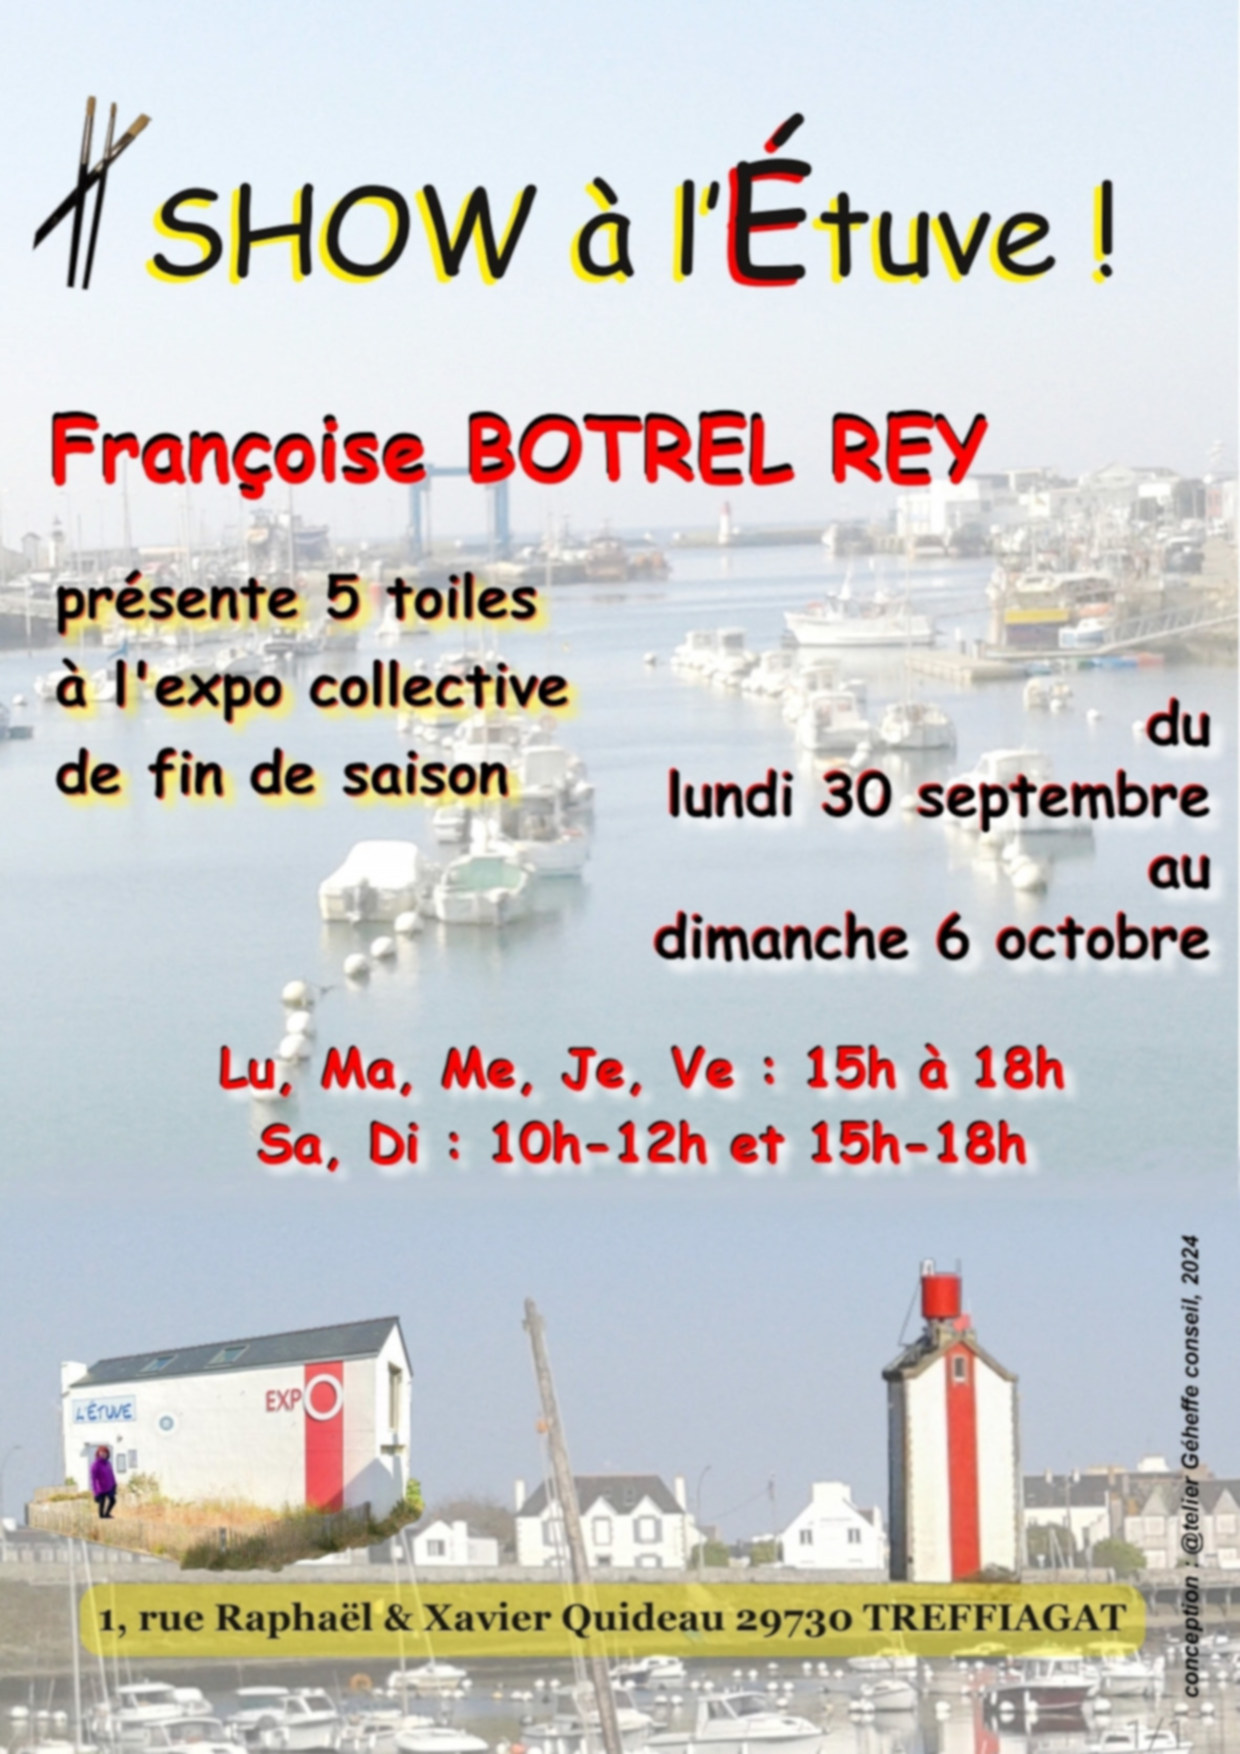 SHOW à l'Étuve !
Françoise BOTREL REY
présente 5 toiles
à l'expo collective
de fin de saison
du
lundi 30 septembre
au
dimanche 6 octobre
Lu, Ma, Me, Je, Ve : 15h à 18h
Sa, Di : 10h-12h et 15h-18h
L'ÉTUVE
EXPO
1, rue Raphaël & Xavier Quideau 29730 TREFFIAGAT
conception : @telier Géheffe conseil, 2024
1/1